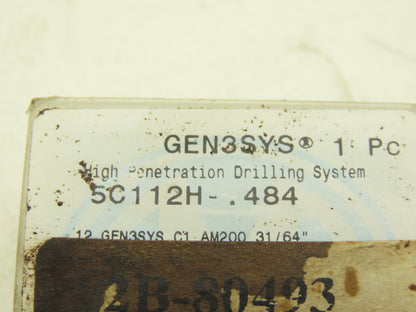 GEN3SYS® 1 Pc
High Penetration Drilling System
5C112H-.484
12 GEN3SYS C1 AM200 31/64"
2B-80493